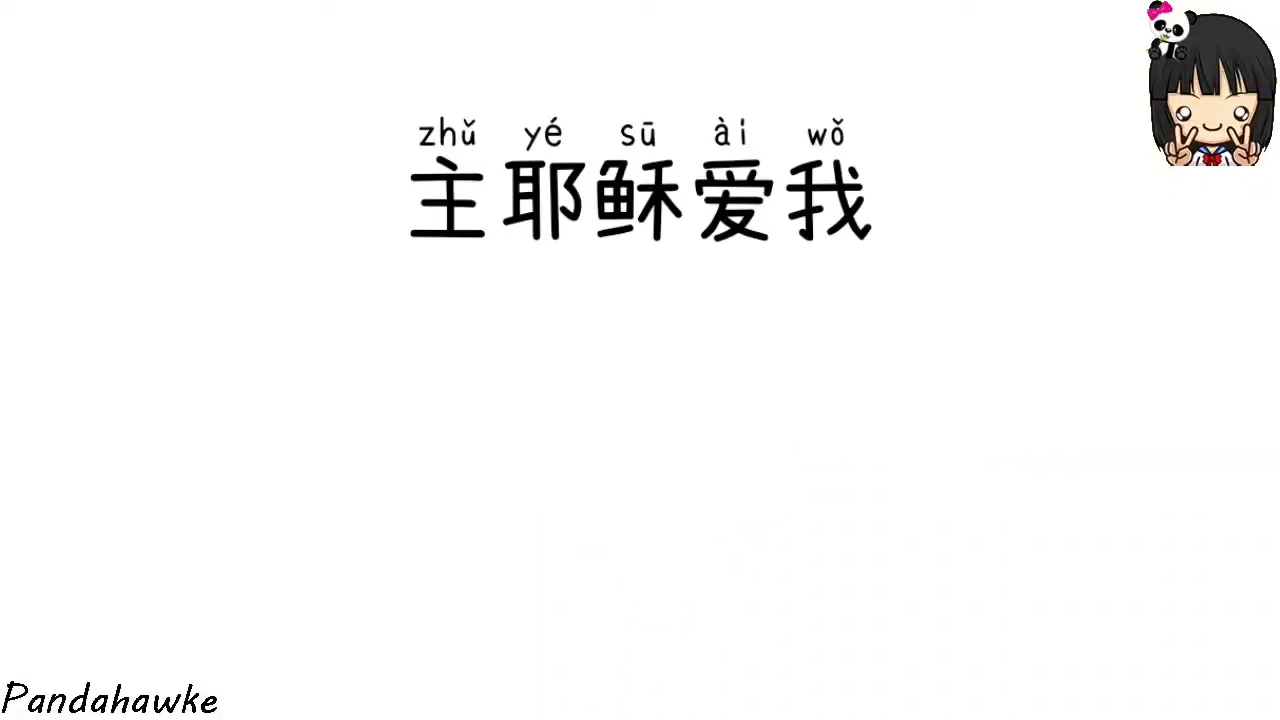 zhǔ yé sū ài wǒ
主耶稣爱我
Pandahawke